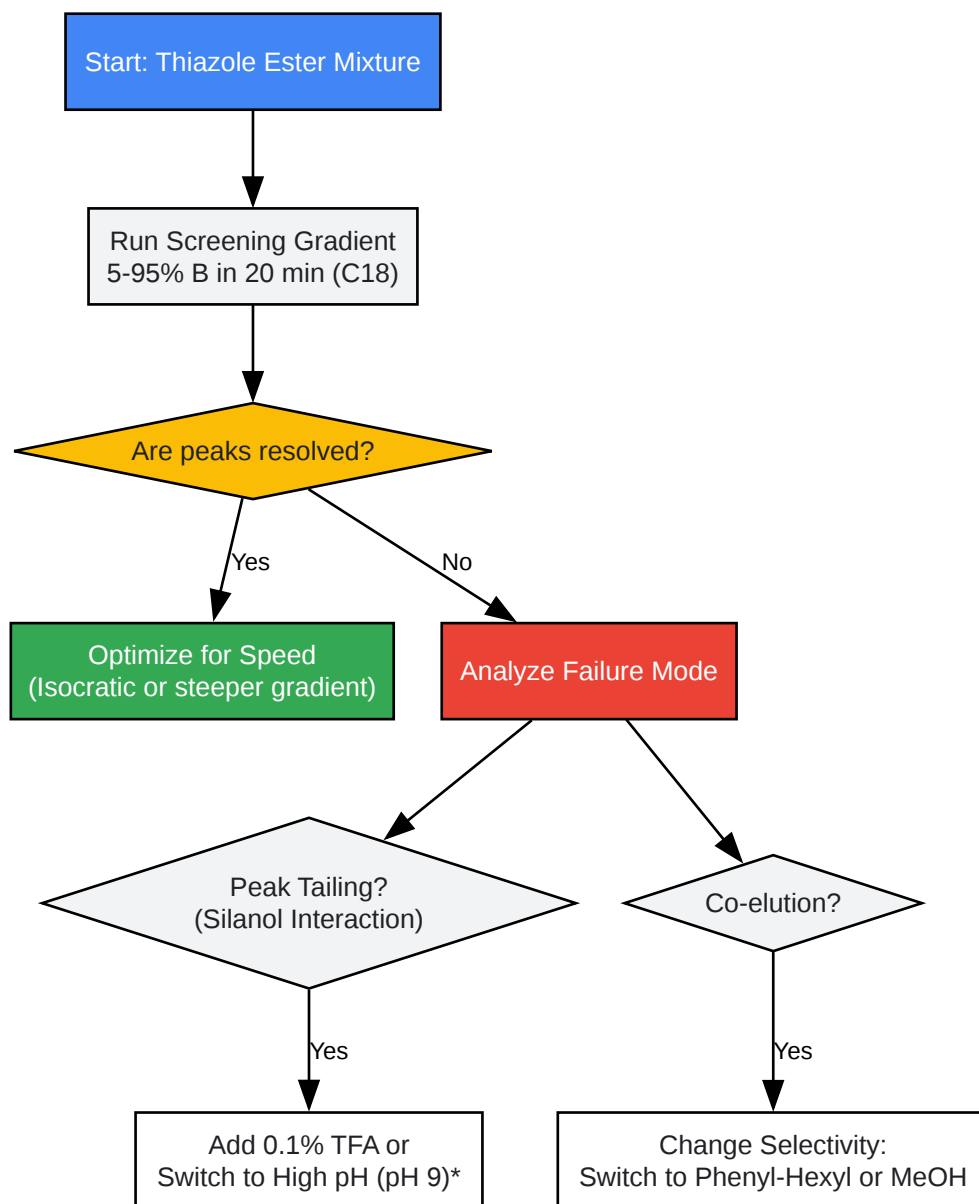 Start: Thiazole Ester Mixture
Run Screening Gradient
5-95% B in 20 min (C18)
Are peaks resolved?
Yes
No
Optimize for Speed
(Isocratic or steeper gradient)
Analyze Failure Mode
Peak Tailing?
(Silanol Interaction)
Co-elution?
Yes
Yes
Add 0.1% TFA or
Switch to High pH (pH 9)*
Change Selectivity:
Switch to Phenyl-Hexyl or MeOH